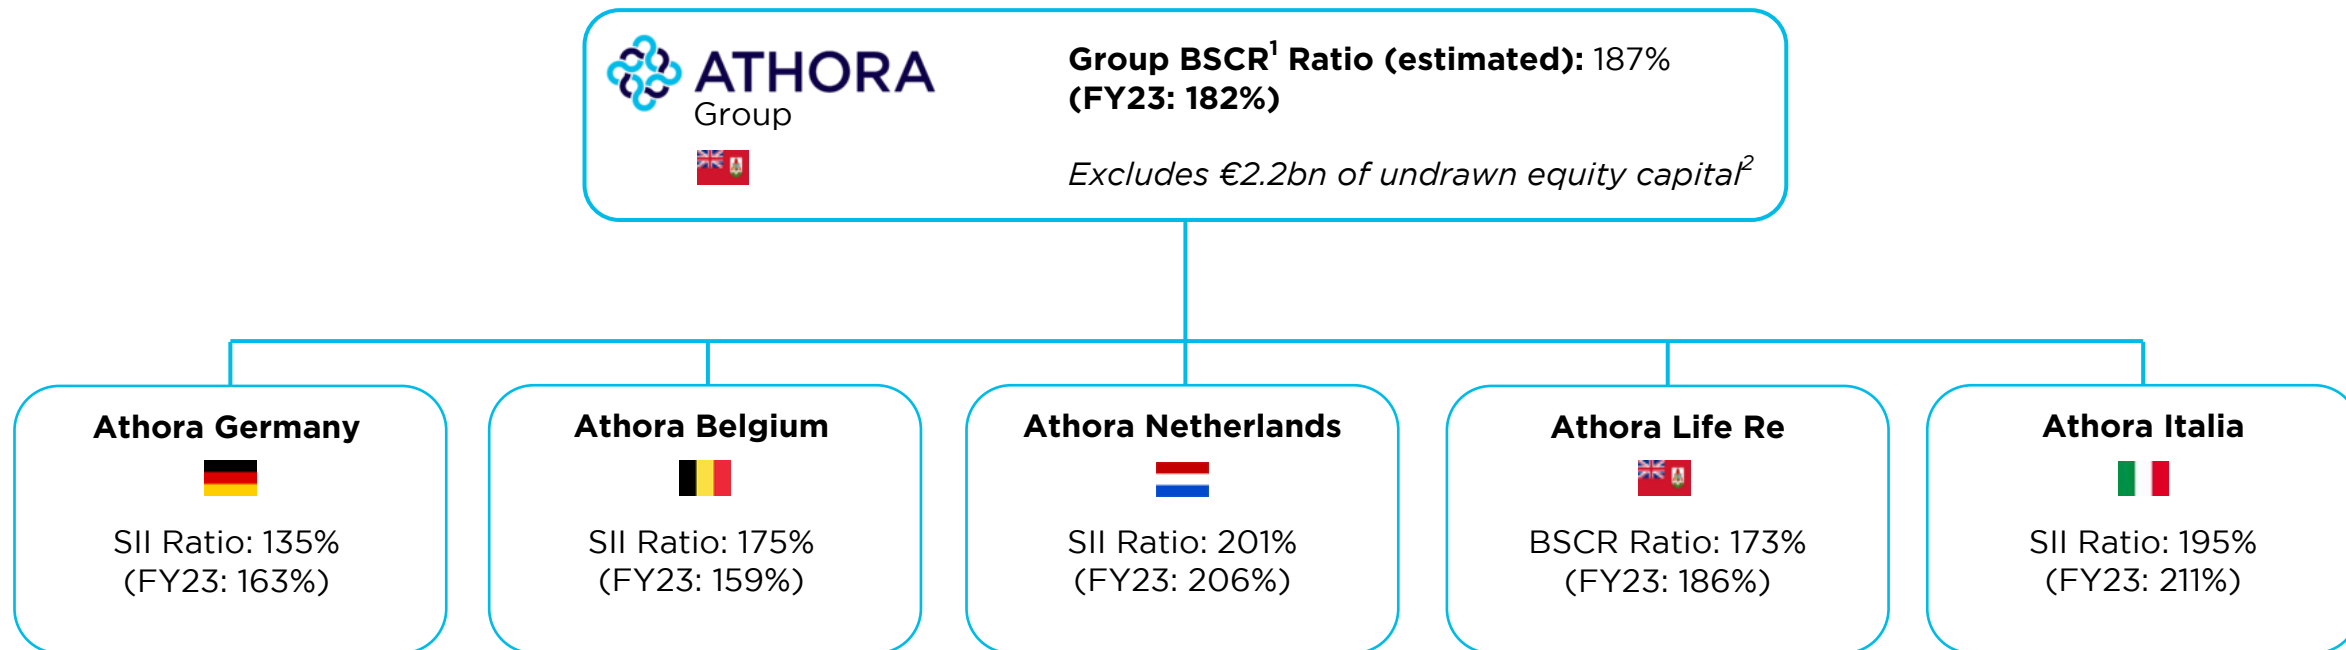 ATHORA
Group
Group BSCR¹ Ratio (estimated): 187%
(FY23: 182%)
Excludes €2.2bn of undrawn equity capital²
Athora Germany
SII Ratio: 135%
(FY23: 163%)
Athora Belgium
SII Ratio: 175%
(FY23: 159%)
Athora Netherlands
SII Ratio: 201%
(FY23: 206%)
Athora Life Re
BSCR Ratio: 173%
(FY23: 186%)
Athora Italia
SII Ratio: 195%
(FY23: 211%)